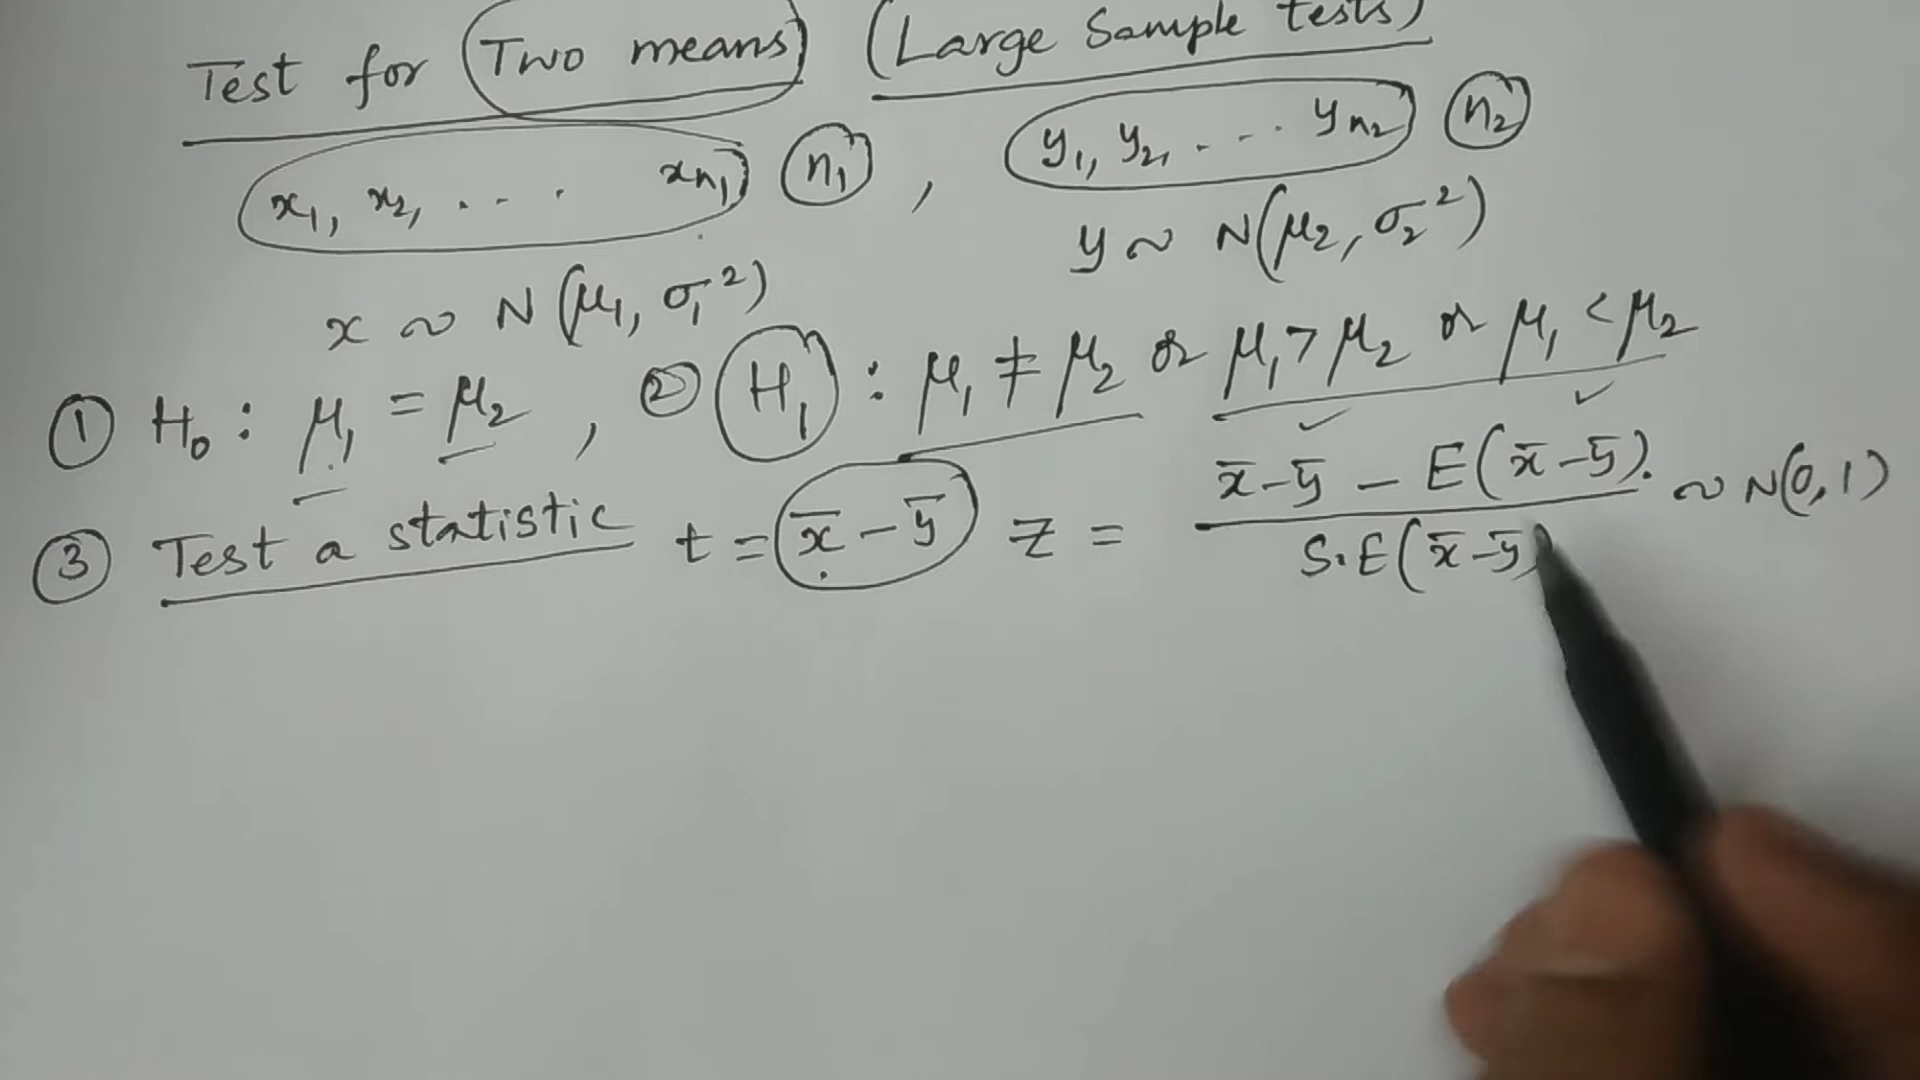 Test for Two means (Large Sample tests)
x₁, x₂, . - - . xₙ₁ n₁ , y₁, y₂, . - - . yₙ₂ n₂
x ~ N(μ₁, σ₁²) y ~ N(μ₂, σ₂²)
① H₀ : μ₁ = μ₂ , ② H₁ : μ₁ ≠ μ₂ or μ₁ > μ₂ or μ₁ < μ₂
③ Test a statistic t = x̄ - ȳ z = x̄ - ȳ - E(x̄ - ȳ) ~ N(0,1)
S.E(x̄ - ȳ)